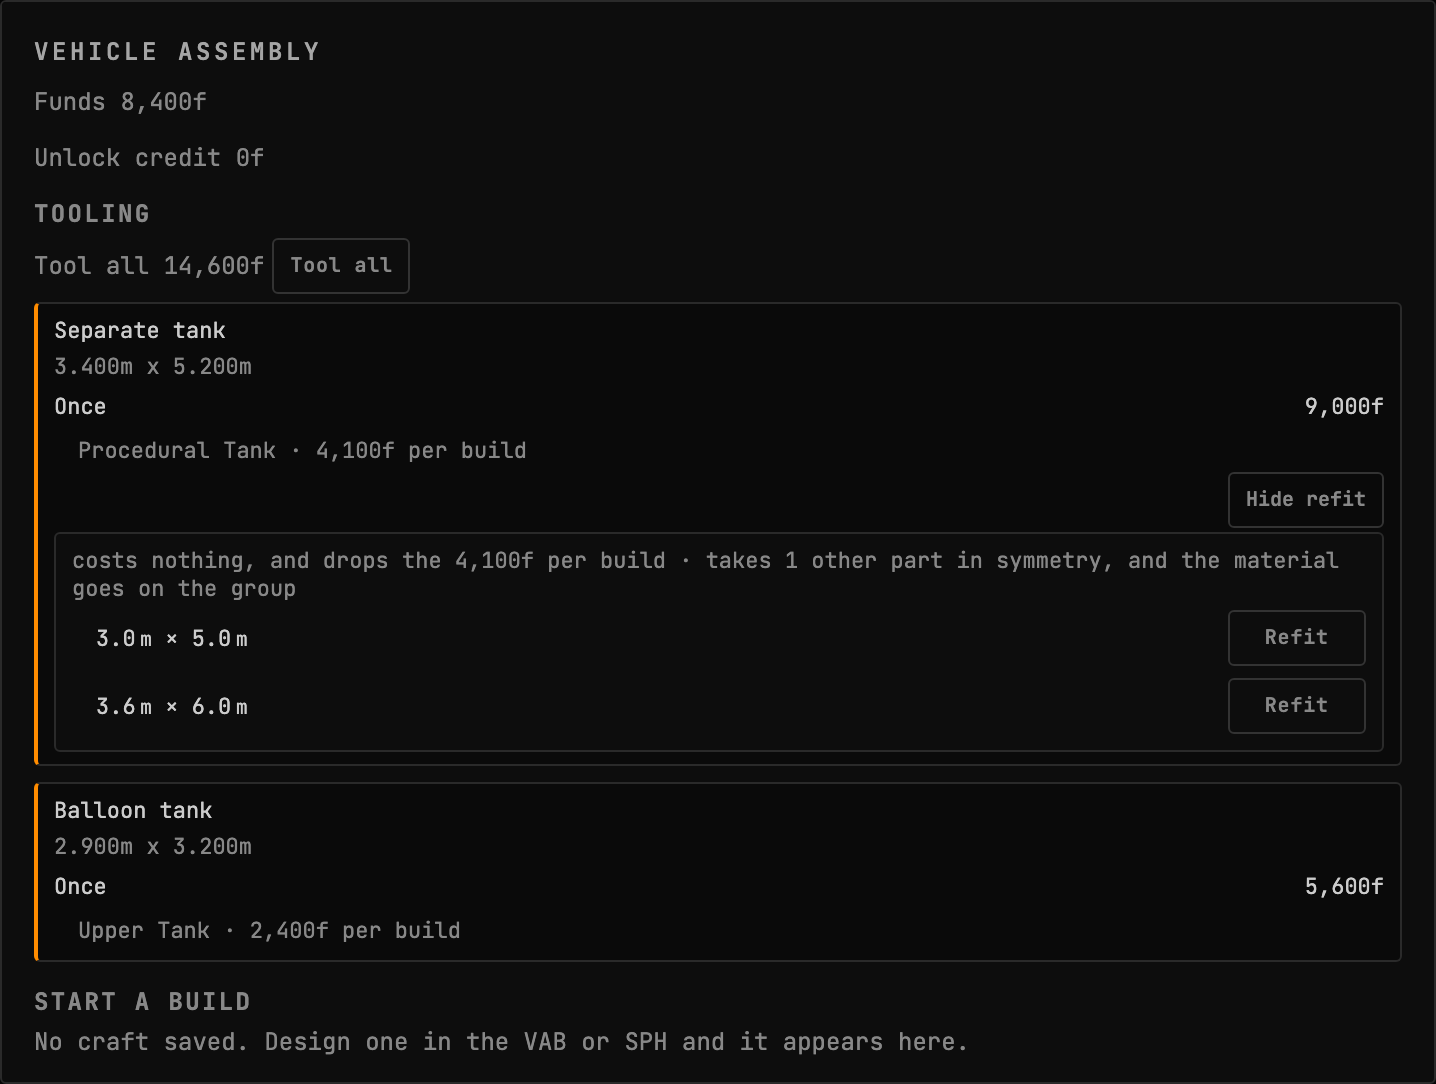 VEHICLE ASSEMBLY
Funds 8,400f
Unlock credit 0f
TOOLING
Tool all 14,600f Tool all
Separate tank
3.400m x 5.200m
Once 9,000f
Procedural Tank · 4,100f per build
Hide refit
costs nothing, and drops the 4,100f per build · takes 1 other part in symmetry, and the material
goes on the group
3.0m × 5.0m Refit
3.6m × 6.0m Refit
Balloon tank
2.900m x 3.200m
Once 5,600f
Upper Tank · 2,400f per build
START A BUILD
No craft saved. Design one in the VAB or SPH and it appears here.